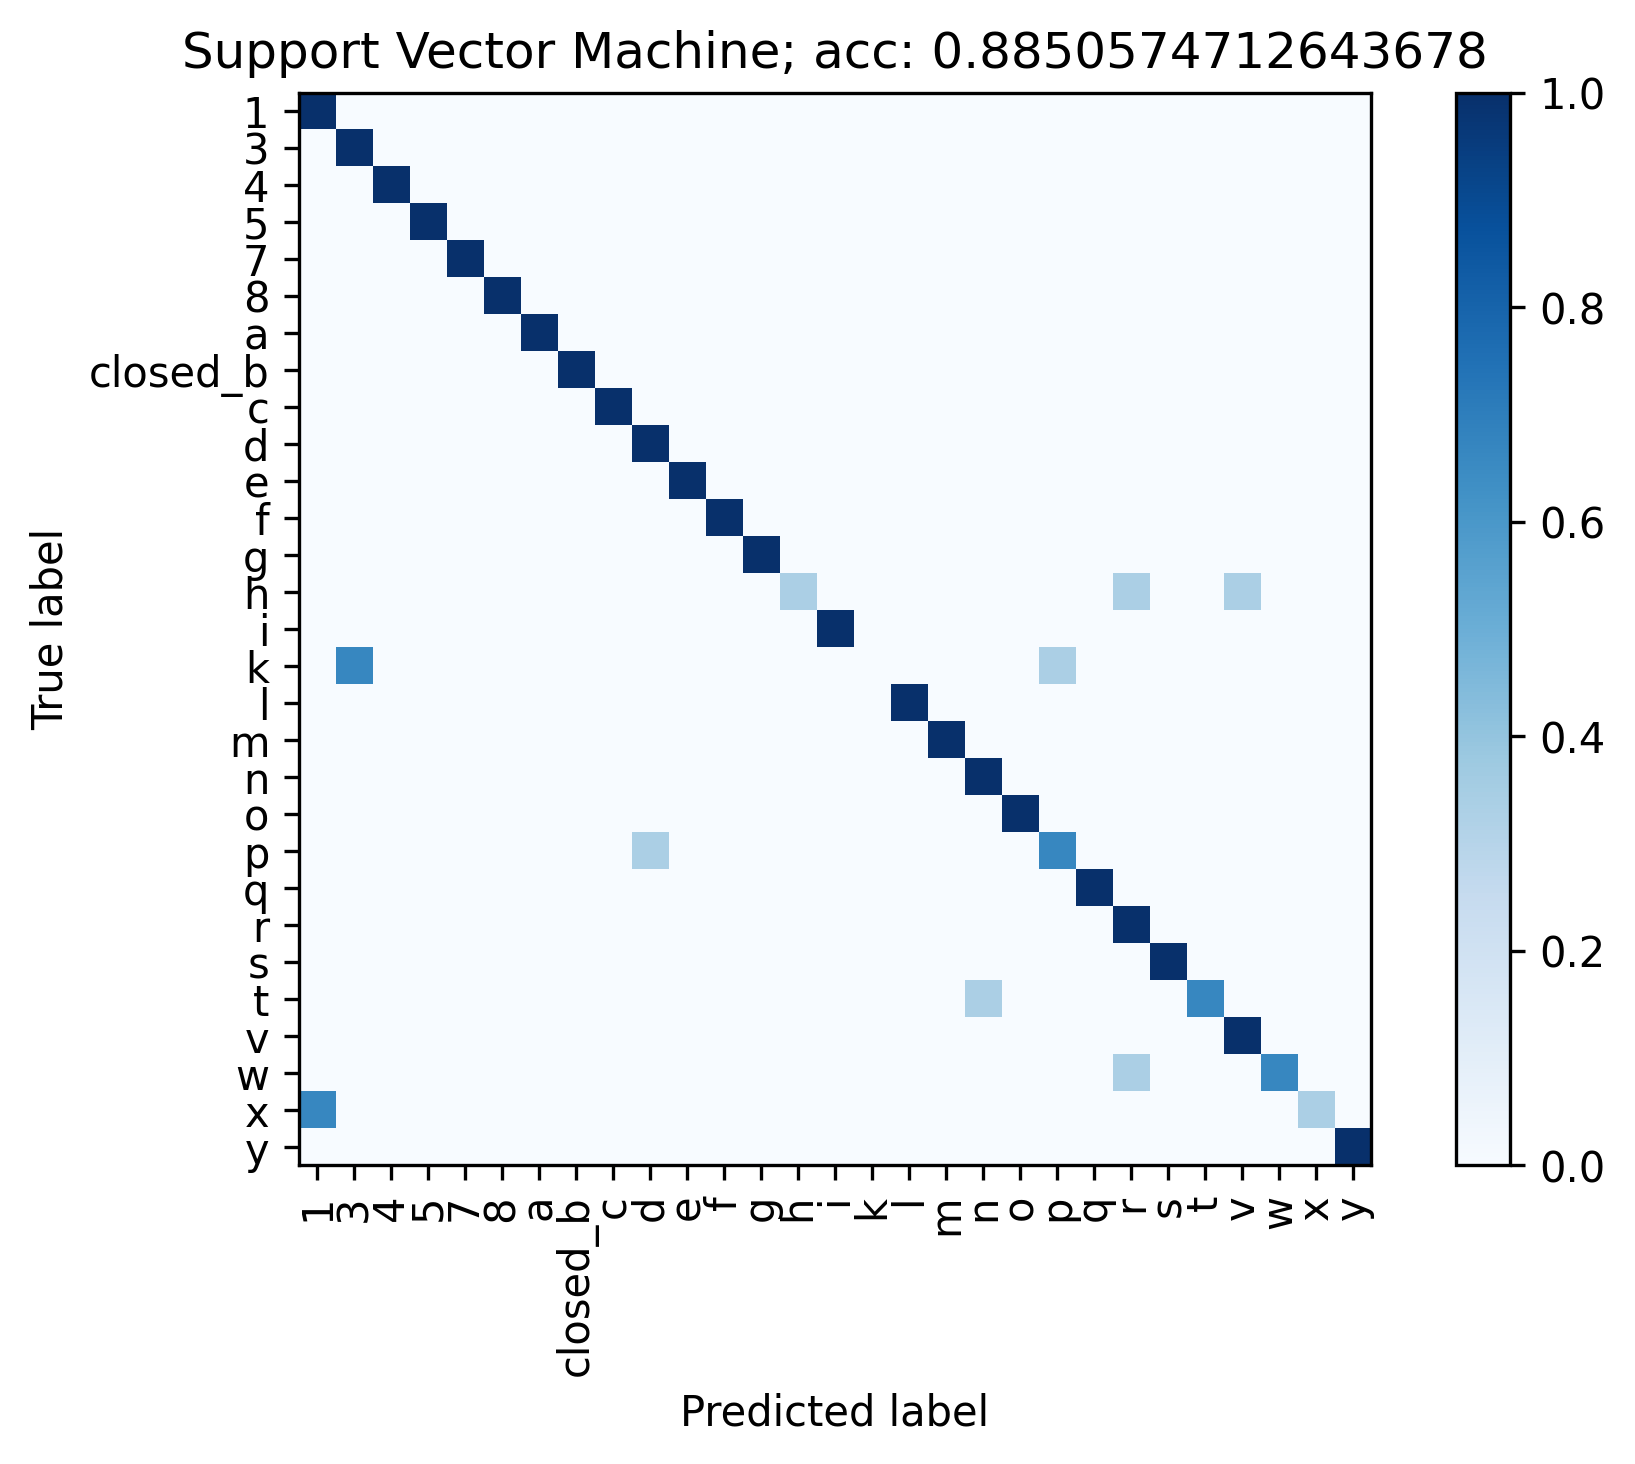 Support Vector Machine; acc: 0.8850574712643678
True label
1
3
4
5
7
8
a
closed_b
c
d
e
f
g
h
i
k
l
m
n
o
p
q
r
s
t
v
w
x
y
1
3
4
5
7
8
a
closed_b
c
d
e
f
g
h
i
k
l
m
n
o
p
q
r
s
t
v
w
x
y
Predicted label
1.0
0.8
0.6
0.4
0.2
0.0